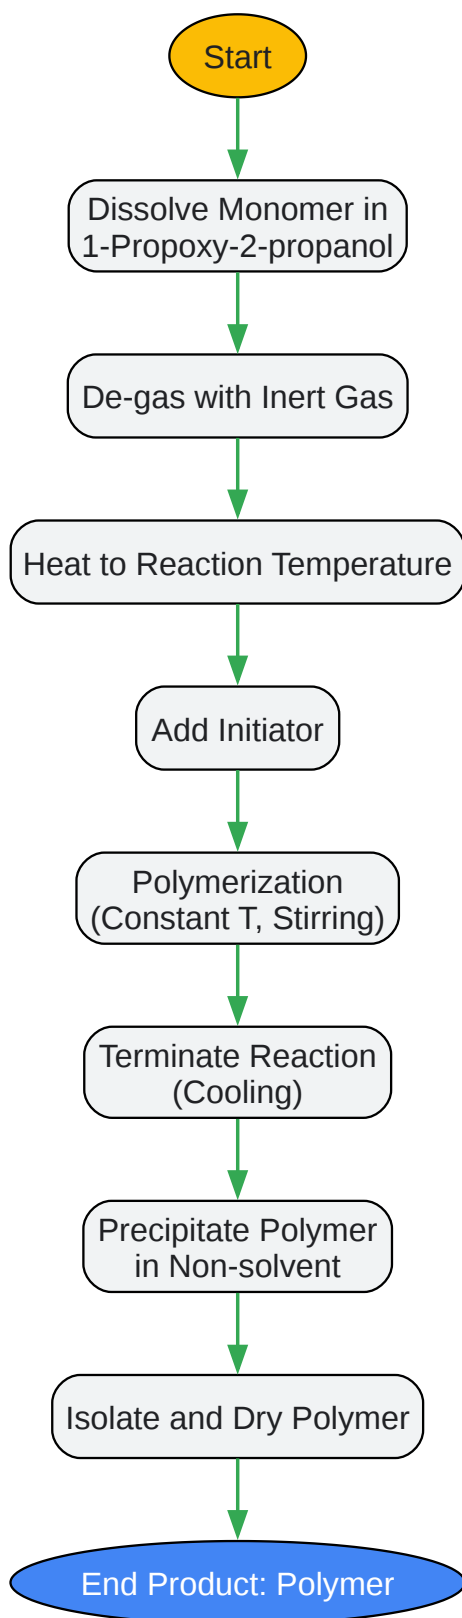 Start
Dissolve Monomer in
1-Propoxy-2-propanol
De-gas with Inert Gas
Heat to Reaction Temperature
Add Initiator
Polymerization
(Constant T, Stirring)
Terminate Reaction
(Cooling)
Precipitate Polymer
in Non-solvent
Isolate and Dry Polymer
End Product: Polymer